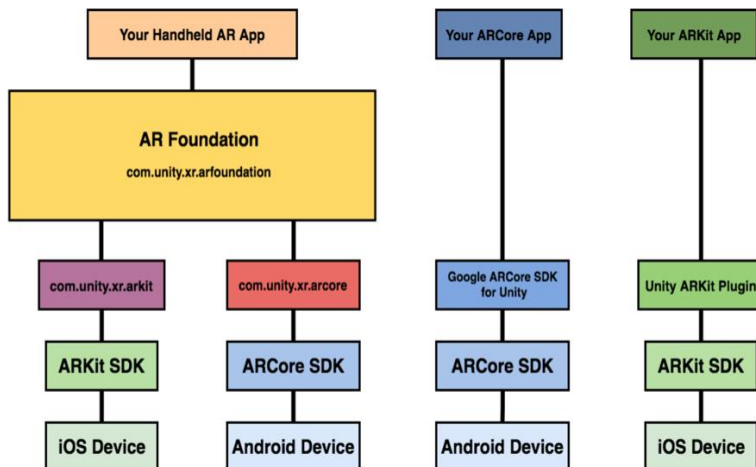 Your Handheld AR App
Your ARCore App
Your ARKit App
AR Foundation
com.unity.xr.arfoundation
com.unity.xr.arkit
com.unity.xr.arcore
Google ARCore SDK
for Unity
Unity ARKit Plugin
ARKit SDK
ARCore SDK
ARCore SDK
ARKit SDK
iOS Device
Android Device
Android Device
iOS Device